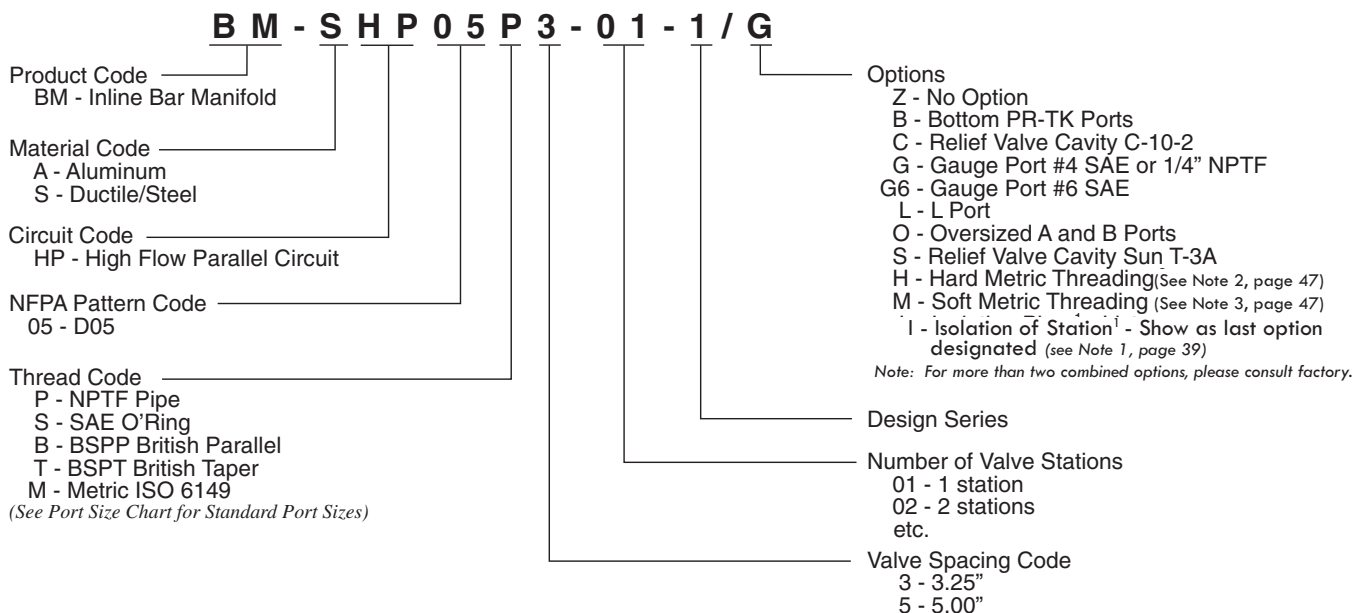 BM-SHP05P3-01-1/G
Product Code
BM - Inline Bar Manifold
Material Code
A - Aluminum
S - Ductile/Steel
Circuit Code
HP - High Flow Parallel Circuit
NFPA Pattern Code
05 - D05
Thread Code
P - NPTF Pipe
S - SAE O'Ring
B - BSPP British Parallel
T - BSPT British Taper
M - Metric ISO 6149
(See Port Size Chart for Standard Port Sizes)
Options
Z - No Option
B - Bottom PR-TK Ports
C - Relief Valve Cavity C-10-2
G - Gauge Port #4 SAE or 1/4” NPTF
G6 - Gauge Port #6 SAE
L - L Port
O - Oversized A and B Ports
S - Relief Valve Cavity Sun T-3A
H - Hard Metric Threading (See Note 2, page 47)
M - Soft Metric Threading (See Note 3, page 47)
I - Isolation of Station¹ - Show as last option
designated (see Note 1, page 39)
Note: For more than two combined options, please consult factory.
Design Series
Number of Valve Stations
01 - 1 station
02 - 2 stations
etc.
Valve Spacing Code
3 - 3.25”
5 - 5.00”